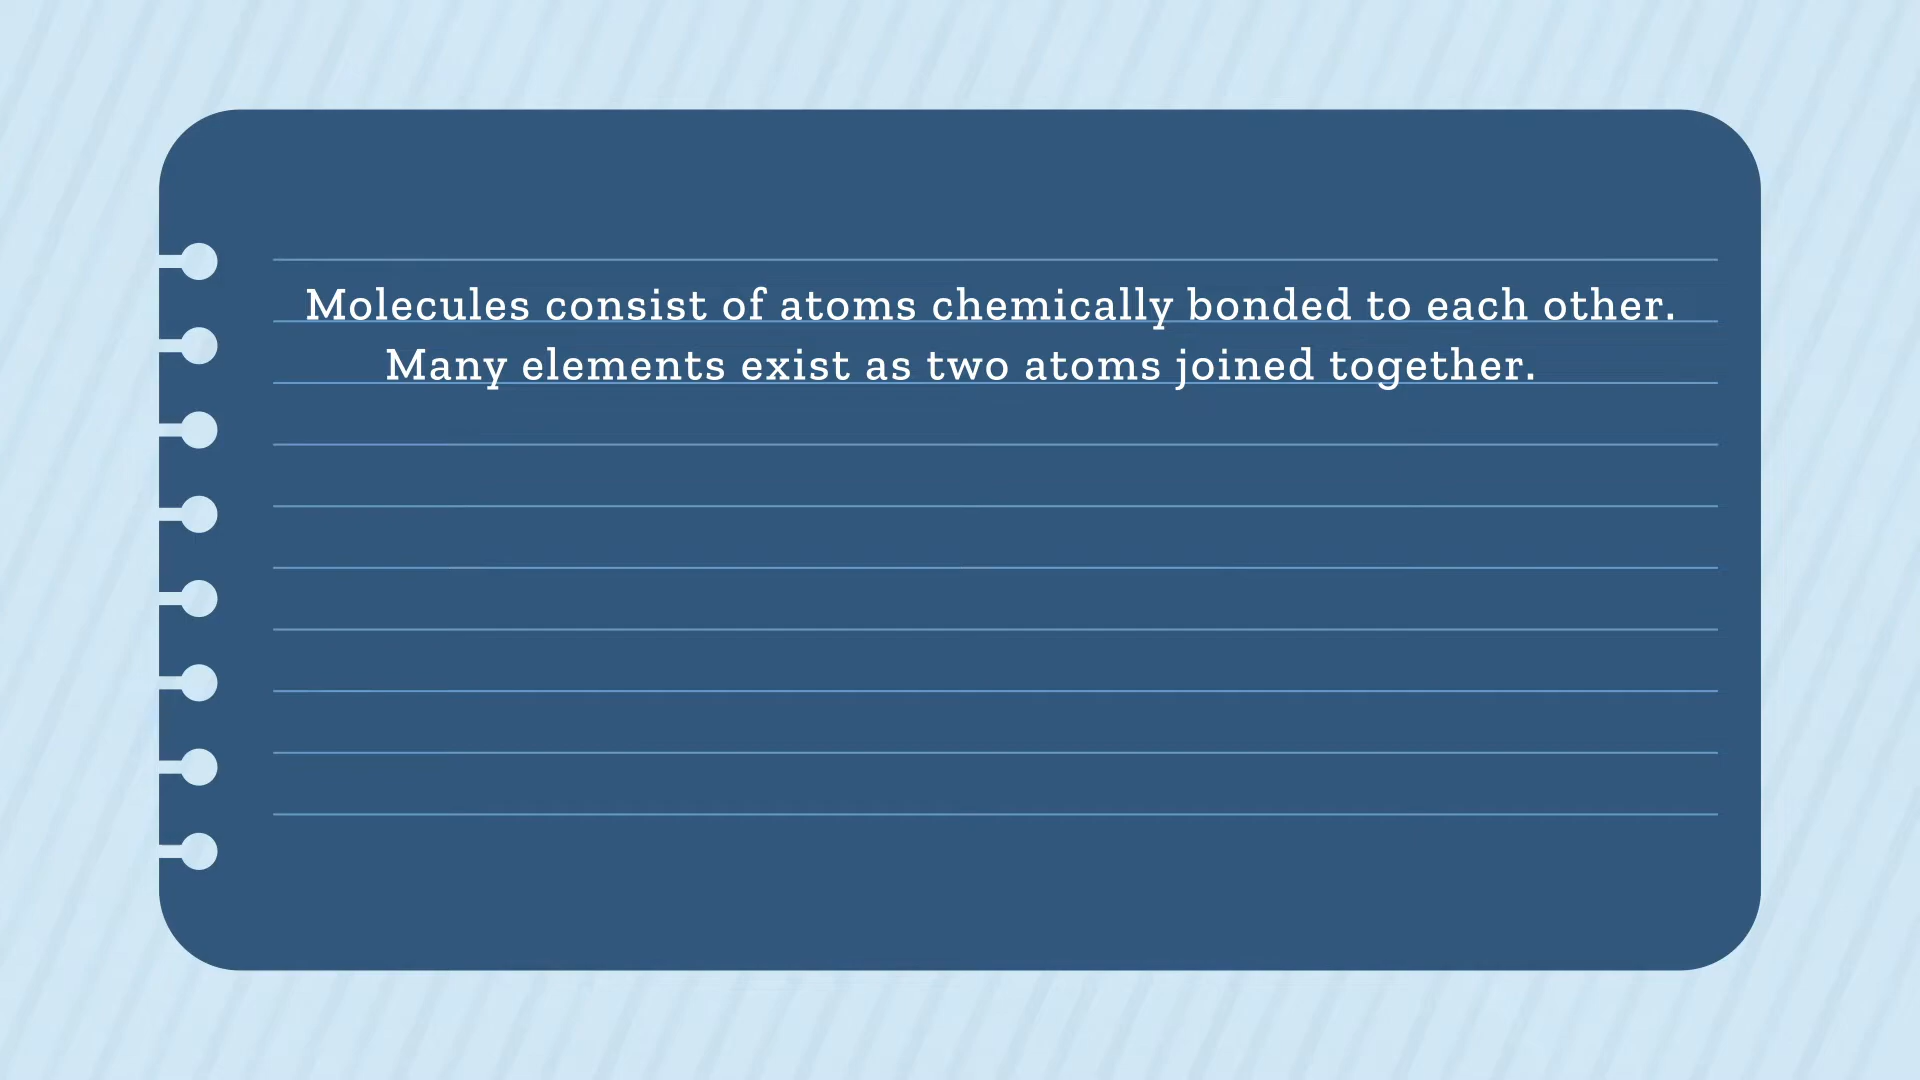 Molecules consist of atoms chemically bonded to each other.
Many elements exist as two atoms joined together.